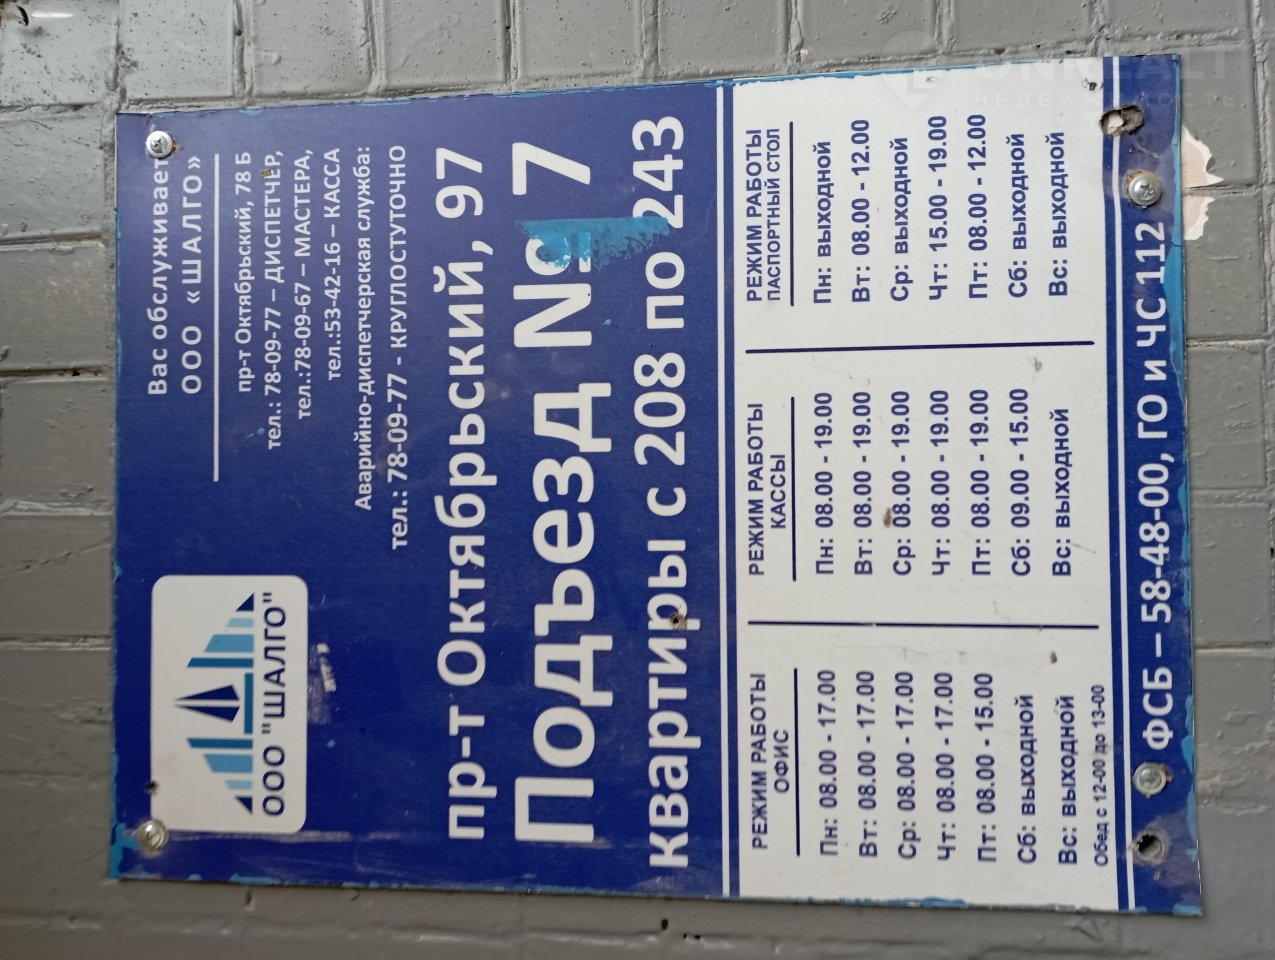 ООО "ШАЛГО"
Вас обслуживает
ООО «ШАЛГО»
пр-т Октябрьский, 78 Б
тел.: 78-09-77 – ДИСПЕТЧЕР,
тел.:78-09-67 – МАСТЕРА,
тел.:53-42-16 – КАССА
Аварийно-диспетчерская служба:
тел.: 78-09-77 - КРУГЛОСТУТОЧНО
пр-т Октябрьский, 97
Подъезд № 7
квартиры с 208 по 243
РЕЖИМ РАБОТЫ
ОФИС
Пн: 08.00 - 17.00
Вт: 08.00 - 17.00
Ср: 08.00 - 17.00
Чт: 08.00 - 17.00
Пт: 08.00 - 15.00
Сб: выходной
Вс: выходной
Обед с 12-00 до 13-00
РЕЖИМ РАБОТЫ
КАССЫ
Пн: 08.00 - 19.00
Вт: 08.00 - 19.00
Ср: 08.00 - 19.00
Чт: 08.00 - 19.00
Пт: 08.00 - 19.00
Сб: 09.00 - 15.00
Вс: выходной
РЕЖИМ РАБОТЫ
ПАСПОРТНЫЙ СТОЛ
Пн: выходной
Вт: 08.00 - 12.00
Ср: выходной
Чт: 15.00 - 19.00
Пт: 08.00 - 12.00
Сб: выходной
Вс: выходной
ФСБ – 58-48-00, ГО и ЧС 112
НЕДВИЖИМОСТЬ